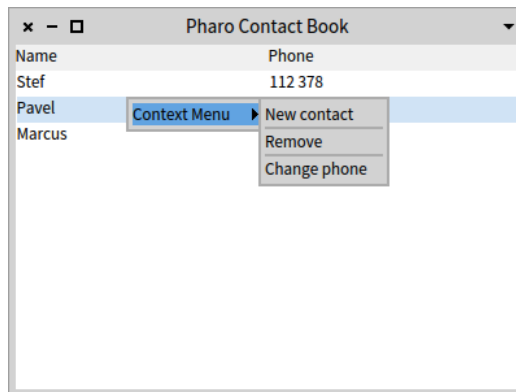 Pharo Contact Book
Name Phone
Stef 112 378
Pavel
Context Menu New contact
Marcus
Remove
Change phone